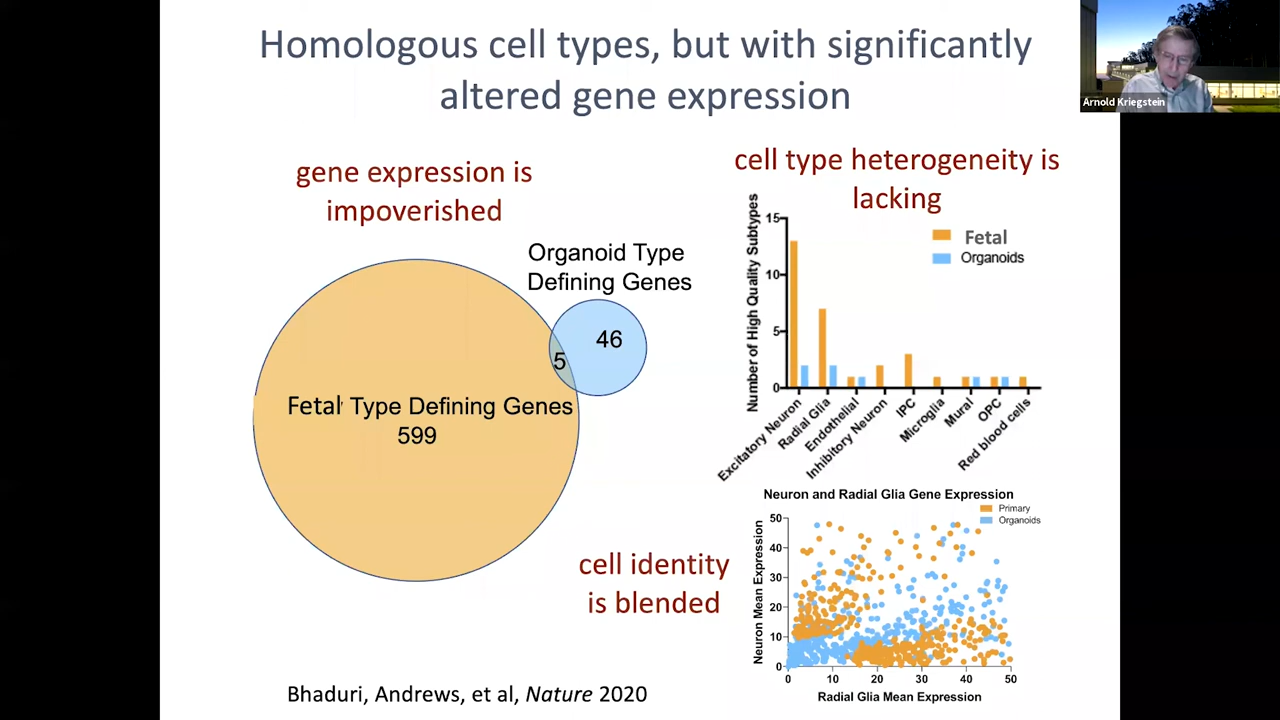 Homologous cell types, but with significantly
altered gene expression
Arnold Kriegstein
gene expression is
impoverished
Organoid Type
Defining Genes
46
5
Fetal Type Defining Genes
599
cell type heterogeneity is
lacking
Number of High Quality Subtypes
15
10
5
0
Fetal
Organoids
Excitatory Neuron
Radial Glia
Endothelial
Inhibitory Neuron
IPC
Microglia
Mural
OPC
Red blood cells
cell identity
is blended
Neuron and Radial Glia Gene Expression
Primary
Organoids
Neuron Mean Expression
50
40
30
20
10
0
0 10 20 30 40 50
Radial Glia Mean Expression
Bhaduri, Andrews, et al, Nature 2020